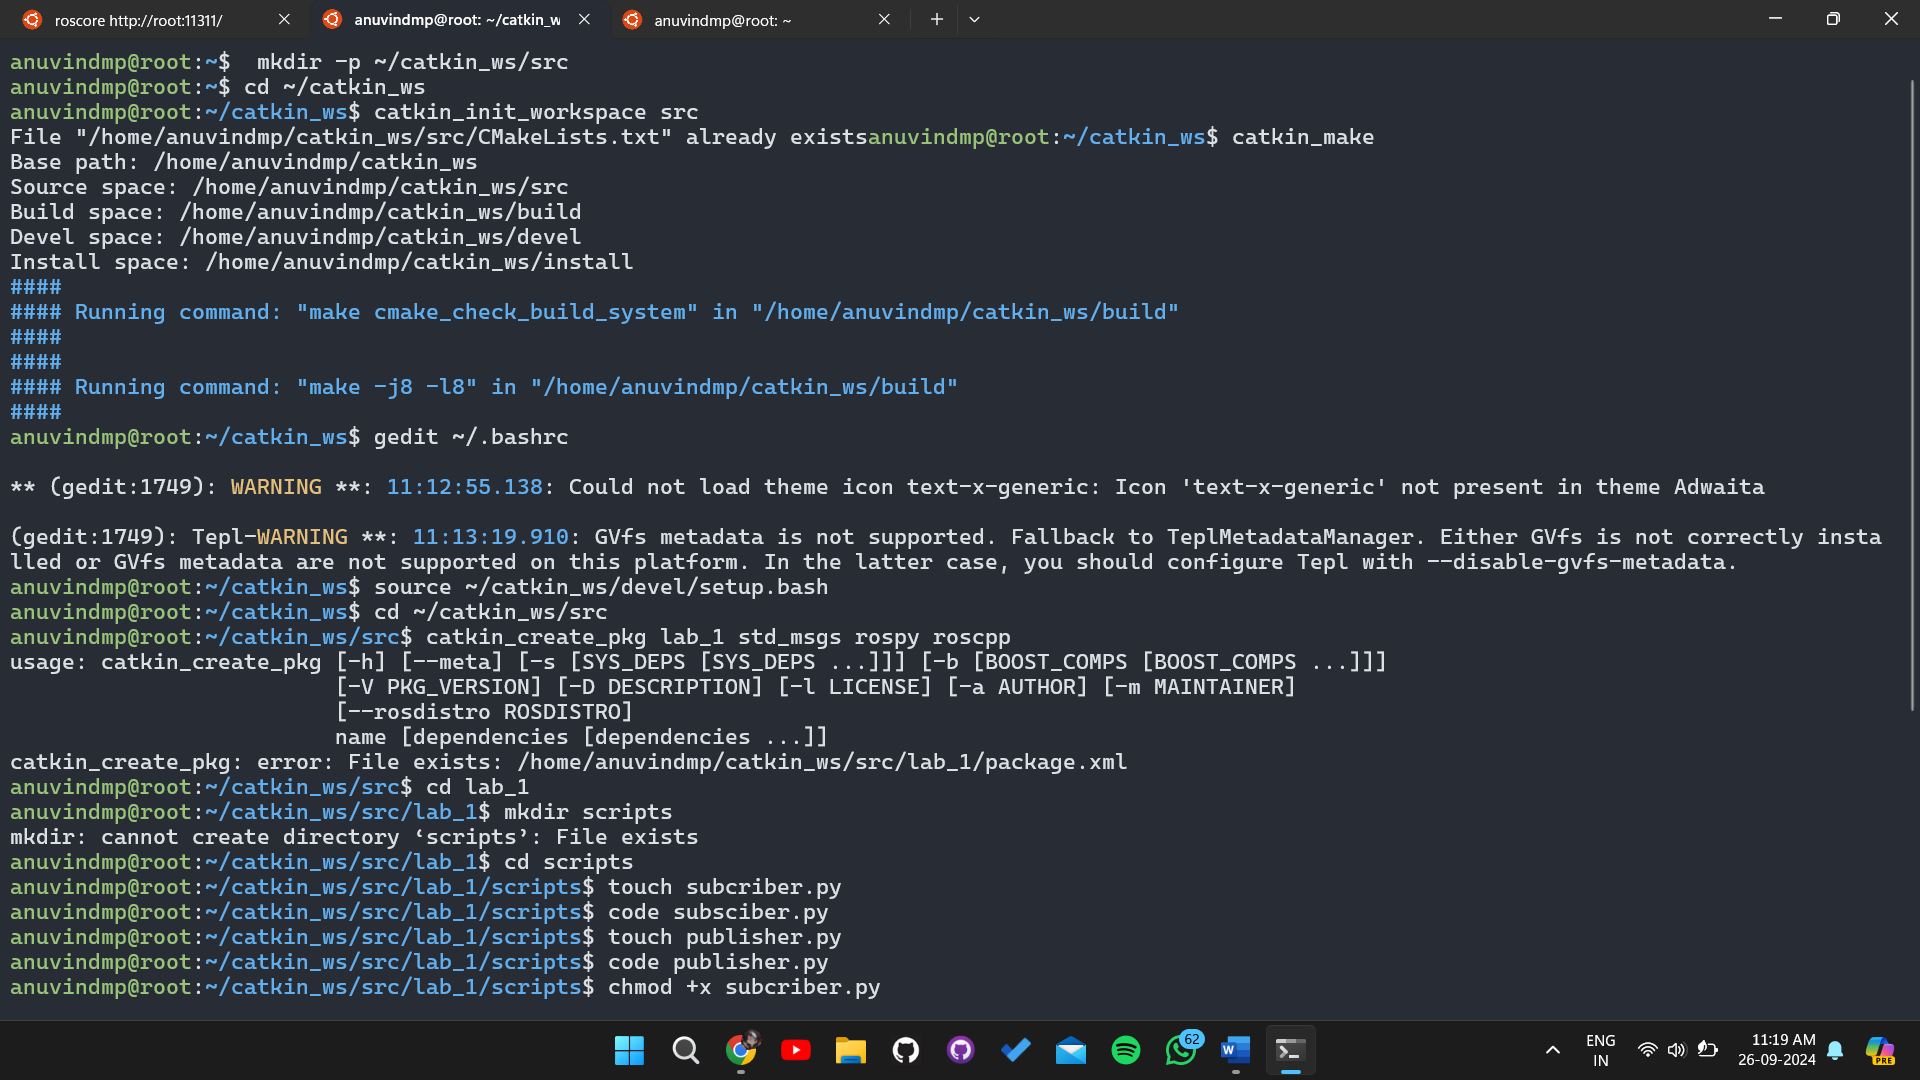 roscore http://root:11311/
anuvindmp@root: ~/catkin_w
anuvindmp@root: ~
anuvindmp@root:~$  mkdir -p ~/catkin_ws/src
anuvindmp@root:~$ cd ~/catkin_ws
anuvindmp@root:~/catkin_ws$ catkin_init_workspace src
File "/home/anuvindmp/catkin_ws/src/CMakeLists.txt" already existsanuvindmp@root:~/catkin_ws$ catkin_make
Base path: /home/anuvindmp/catkin_ws
Source space: /home/anuvindmp/catkin_ws/src
Build space: /home/anuvindmp/catkin_ws/build
Devel space: /home/anuvindmp/catkin_ws/devel
Install space: /home/anuvindmp/catkin_ws/install
####
#### Running command: "make cmake_check_build_system" in "/home/anuvindmp/catkin_ws/build"
####
####
#### Running command: "make -j8 -l8" in "/home/anuvindmp/catkin_ws/build"
####
anuvindmp@root:~/catkin_ws$ gedit ~/.bashrc
** (gedit:1749): WARNING **: 11:12:55.138: Could not load theme icon text-x-generic: Icon 'text-x-generic' not present in theme Adwaita
(gedit:1749): Tepl-WARNING **: 11:13:19.910: GVfs metadata is not supported. Fallback to TeplMetadataManager. Either GVfs is not correctly insta
lled or GVfs metadata are not supported on this platform. In the latter case, you should configure Tepl with --disable-gvfs-metadata.
anuvindmp@root:~/catkin_ws$ source ~/catkin_ws/devel/setup.bash
anuvindmp@root:~/catkin_ws$ cd ~/catkin_ws/src
anuvindmp@root:~/catkin_ws/src$ catkin_create_pkg lab_1 std_msgs rospy roscpp
usage: catkin_create_pkg [-h] [--meta] [-s [SYS_DEPS [SYS_DEPS ...]]] [-b [BOOST_COMPS [BOOST_COMPS ...]]]
[-V PKG_VERSION] [-D DESCRIPTION] [-l LICENSE] [-a AUTHOR] [-m MAINTAINER]
[--rosdistro ROSDISTRO]
name [dependencies [dependencies ...]]
catkin_create_pkg: error: File exists: /home/anuvindmp/catkin_ws/src/lab_1/package.xml
anuvindmp@root:~/catkin_ws/src$ cd lab_1
anuvindmp@root:~/catkin_ws/src/lab_1$ mkdir scripts
mkdir: cannot create directory ‘scripts’: File exists
anuvindmp@root:~/catkin_ws/src/lab_1$ cd scripts
anuvindmp@root:~/catkin_ws/src/lab_1/scripts$ touch subcriber.py
anuvindmp@root:~/catkin_ws/src/lab_1/scripts$ code subsciber.py
anuvindmp@root:~/catkin_ws/src/lab_1/scripts$ touch publisher.py
anuvindmp@root:~/catkin_ws/src/lab_1/scripts$ code publisher.py
anuvindmp@root:~/catkin_ws/src/lab_1/scripts$ chmod +x subcriber.py
62
W
ENG
IN
11:19 AM
26-09-2024
PRE